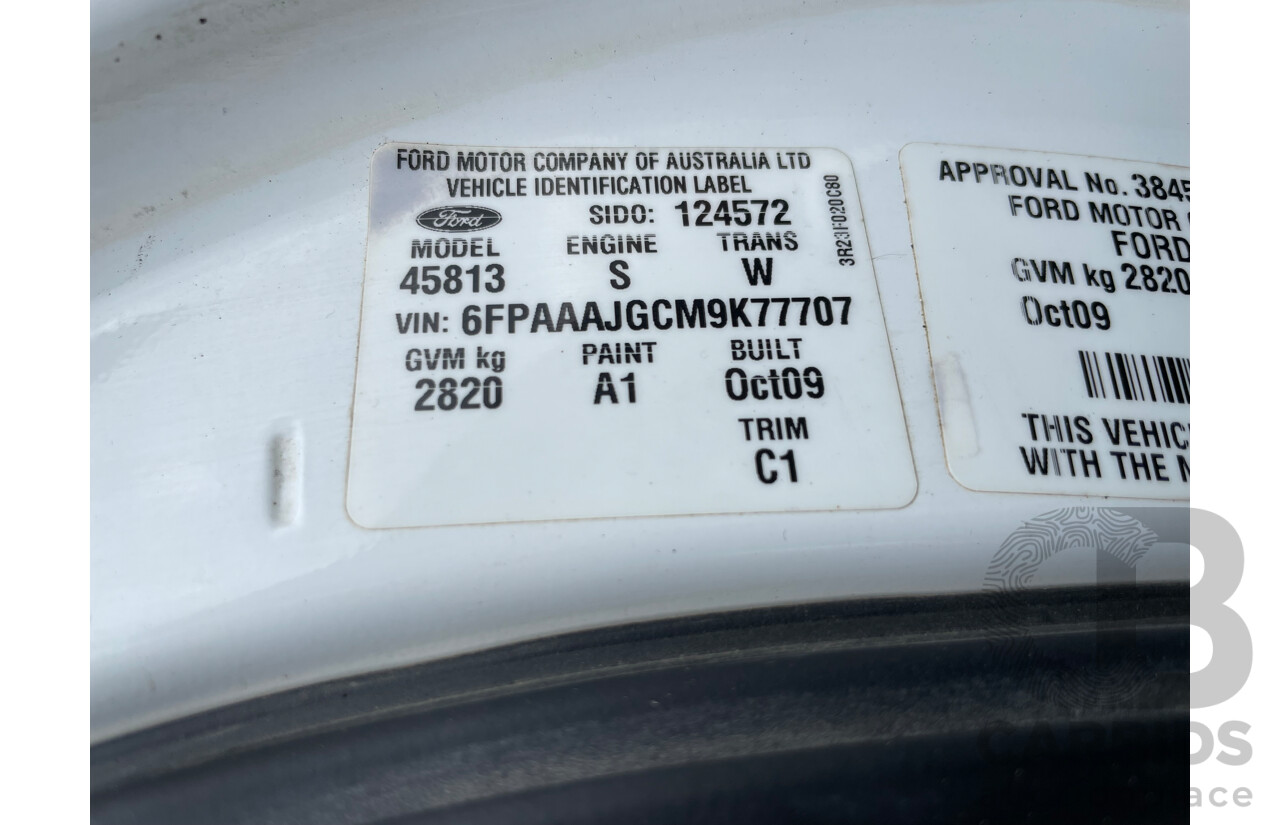 FORD MOTOR COMPANY OF AUSTRALIA LTD
VEHICLE IDENTIFICATION LABEL
Ford SIDO: 124572
MODEL ENGINE TRANS
45813 S W
VIN: 6FPAAAJGCM9K77707
GVM kg PAINT BUILT
2820 A1 Oct09
TRIM
C1
3R23F020C80
APPROVAL No. 3845
FORD MOTOR
FORD
GVM kg 2820
Oct09
THIS VEHIC
WITH THE